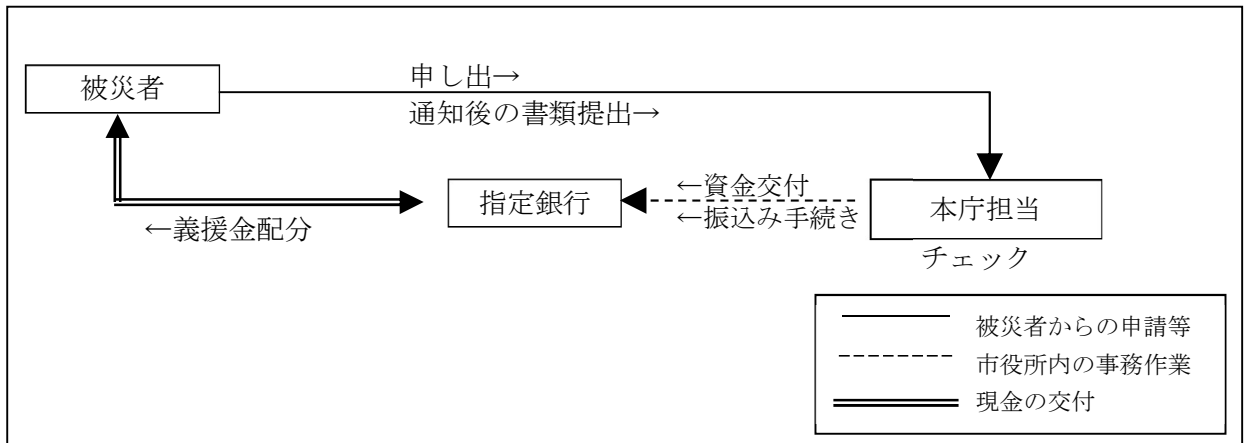 申し出→
被災者
通知後の書類提出→
←資金交付
指定銀行
本庁担当
←振込み手続き
←義援金配分
チェック
被災者からの申請等
市役所内の事務作業
現金の交付